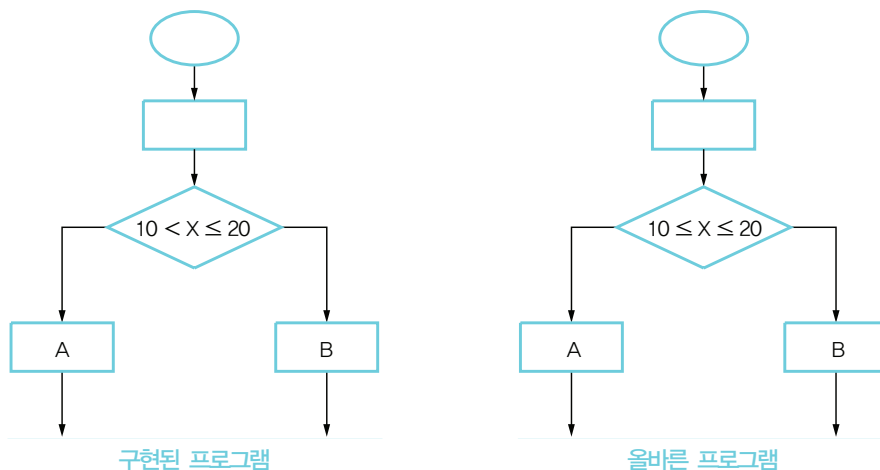 10 < X ≤ 20
A
B
구현된 프로그램
10 ≤ X ≤ 20
A
B
올바른 프로그램